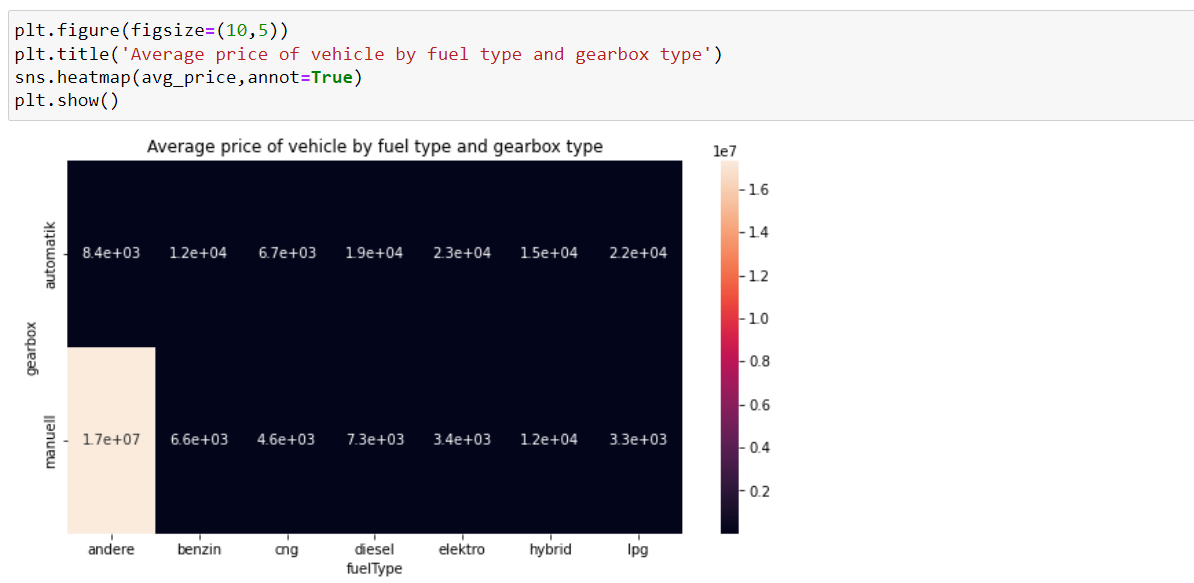 plt.figure(figsize=(10,5))
plt.title('Average price of vehicle by fuel type and gearbox type')
sns.heatmap(avg_price,annot=True)
plt.show()
Average price of vehicle by fuel type and gearbox type
1e7
automatik
8.4e+03 1.2e+04 6.7e+03 1.9e+04 2.3e+04 1.5e+04 2.2e+04
gearbox
manuell
1.7e+07 6.6e+03 4.6e+03 7.3e+03 3.4e+03 1.2e+04 3.3e+03
andere benzin cng diesel elektro hybrid lpg
fuelType
1.6
1.4
1.2
1.0
0.8
0.6
0.4
0.2